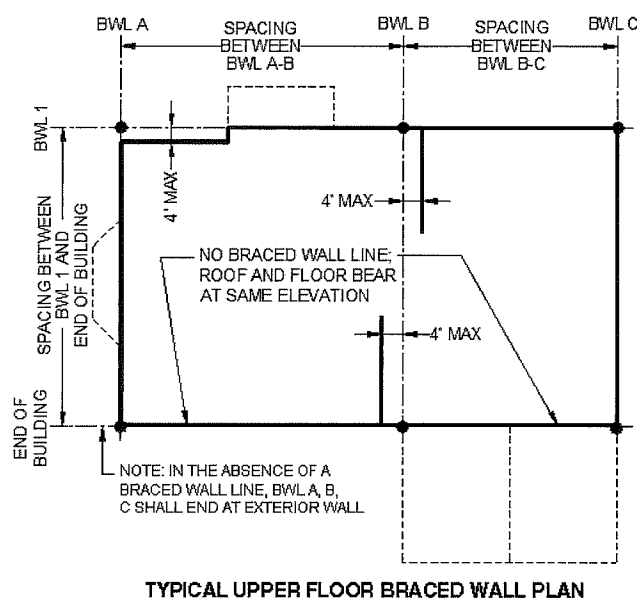 BWL A
SPACING
BETWEEN
BWL A-B
BWL B
SPACING
BETWEEN
BWL B-C
BWL C
BWL 1
4' MAX
4' MAX
SPACING BETWEEN
BWL 1 AND
END OF BUILDING
NO BRACED WALL LINE;
ROOF AND FLOOR BEAR
AT SAME ELEVATION
4' MAX
END OF
BUILDING
NOTE: IN THE ABSENCE OF A
BRACED WALL LINE, BWL A, B,
C SHALL END AT EXTERIOR WALL
TYPICAL UPPER FLOOR BRACED WALL PLAN